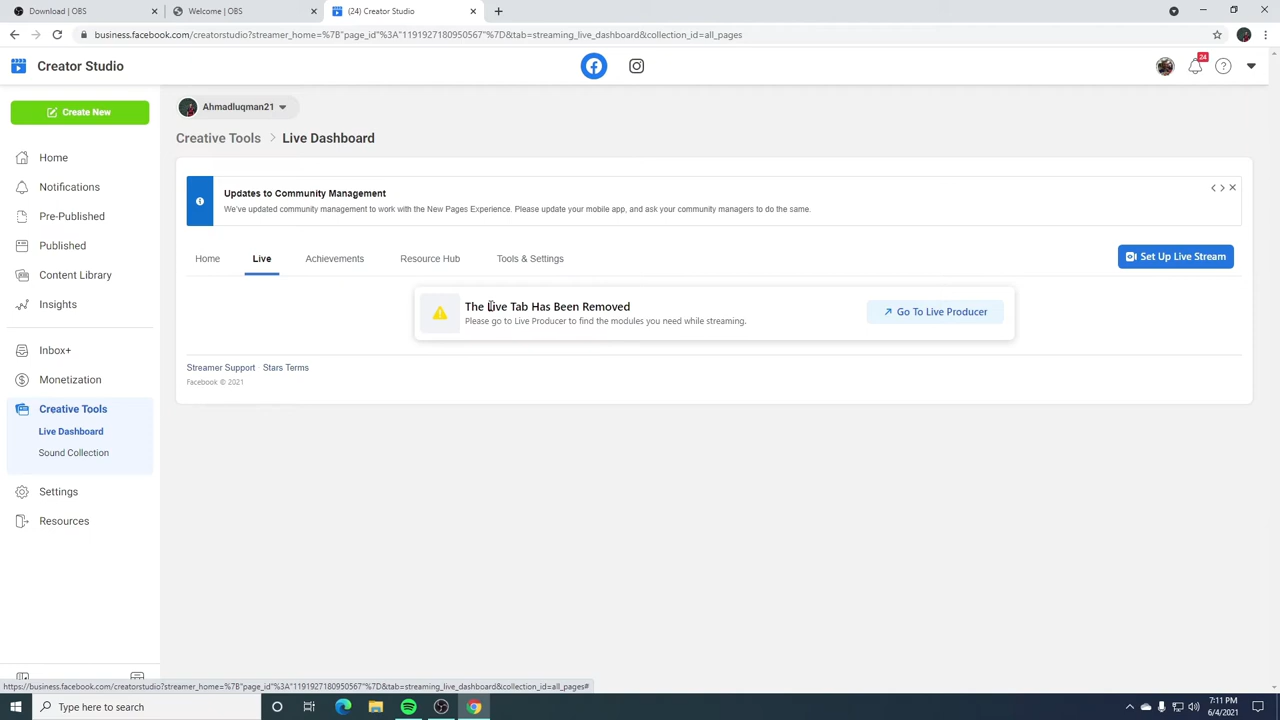 Download | OBS
Welcome | OBS
(24) Creator Studio
business.facebook.com/creatorstudio?streamer_home=%7B"page_id"%3A"1191927180950567"%7D&tab=streaming_live_dashboard&collection_id=all_pages
Creator Studio
24
Create New
Ahmadluqman21
Creative Tools > Live Dashboard
Home
Notifications
Pre-Published
Published
Content Library
Insights
Inbox+
Monetization
Creative Tools
Live Dashboard
Sound Collection
Settings
Resources
Updates to Community Management
We've updated community management to work with the New Pages Experience. Please update your mobile app, and ask your community managers to do the same.
Home Live Achievements Resource Hub Tools & Settings
Set Up Live Stream
The Live Tab Has Been Removed
Please go to Live Producer to find the modules you need while streaming.
Go To Live Producer
Streamer Support Stars Terms
Facebook © 2021
https://business.facebook.com/creatorstudio?streamer_home=%7B"page_id"%3A"1191927180950567"%7D&tab=streaming_live_dashboard&collection_id=all_pages#
Type here to search
7:11 PM
6/4/2021